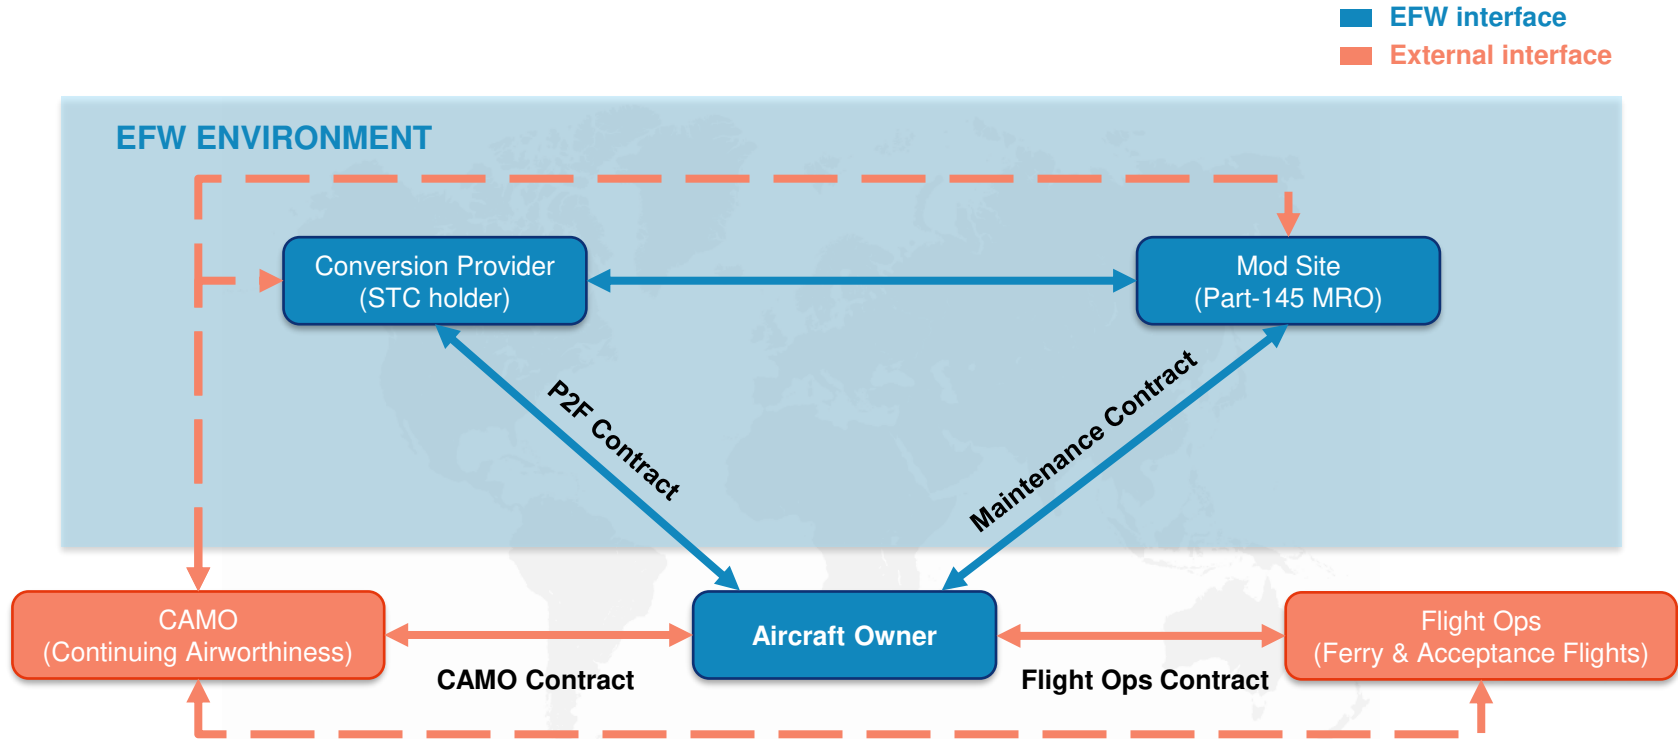 EFW interface
External interface
EFW ENVIRONMENT
Conversion Provider
(STC holder)
Mod Site
(Part-145 MRO)
P2F Contract
Maintenance Contract
CAMO
(Continuing Airworthiness)
Aircraft Owner
Flight Ops
(Ferry & Acceptance Flights)
CAMO Contract
Flight Ops Contract